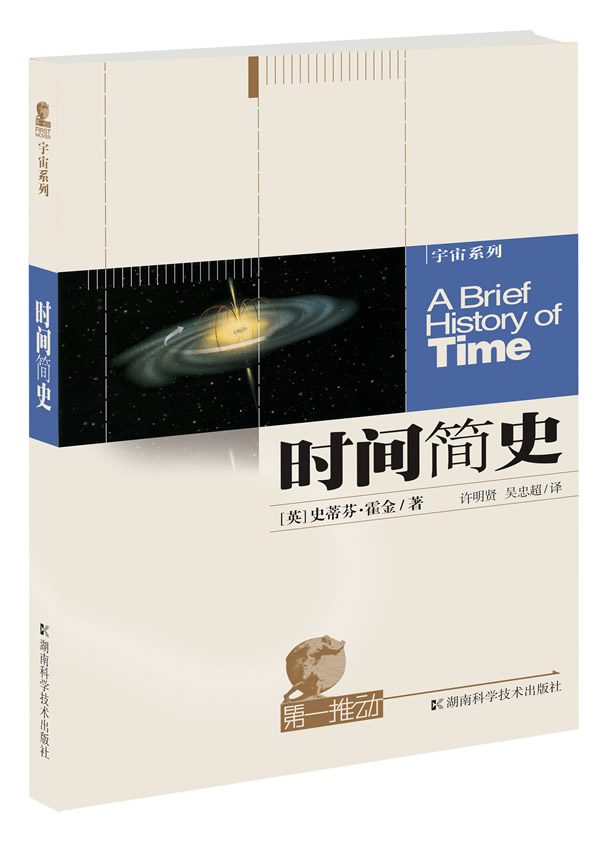 FIRST
MOVER
宇宙系列
时间简史
湖南科学技术出版社
宇宙系列
A Brief
History of
Time
时间简史
[英]史蒂芬·霍金/著
许明贤 吴忠超/译
第一推动
湖南科学技术出版社